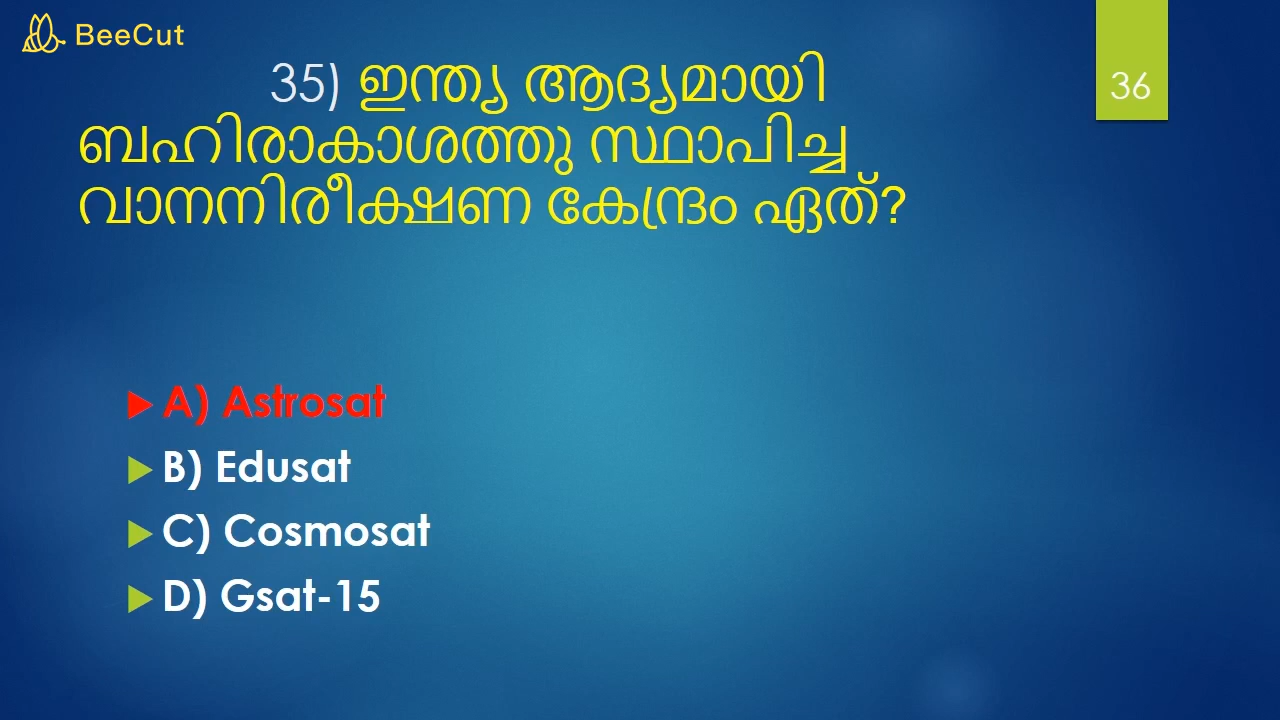 BeeCut
36
35) ഇന്ത്യ ആദ്യമായി
ബഹിരാകാശത്തു സ്ഥാപിച്ച
വാനനിരീക്ഷണ കേന്ദ്രം ഏത്?
A) Astrosat
B) Edusat
C) Cosmosat
D) Gsat-15